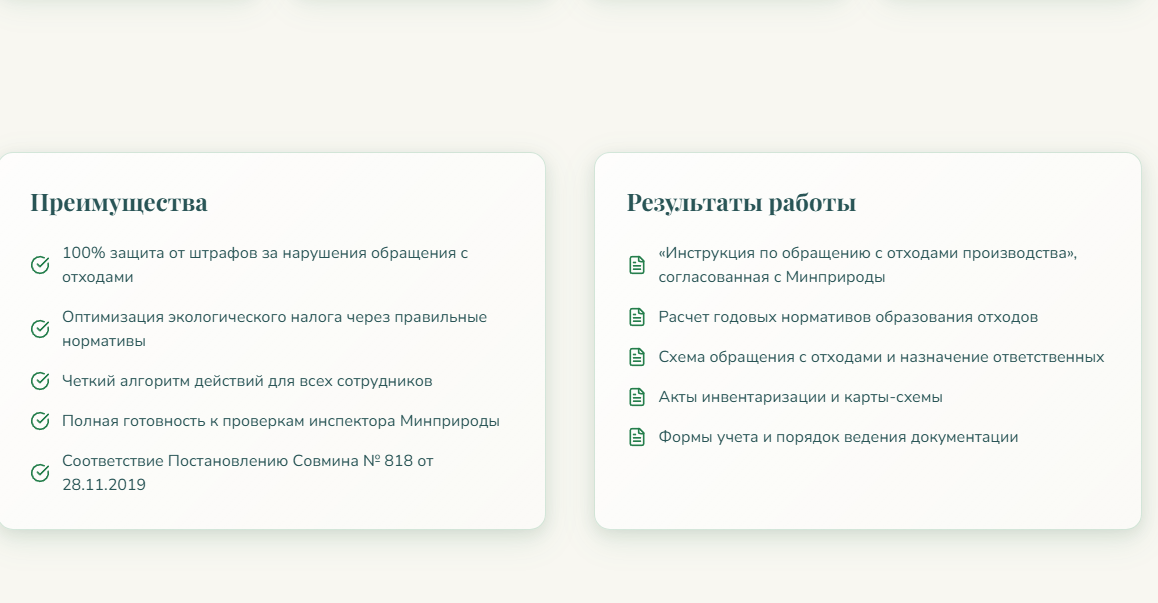 Преимущества
100% защита от штрафов за нарушения обращения с
отходами
Оптимизация экологического налога через правильные
нормативы
Четкий алгоритм действий для всех сотрудников
Полная готовность к проверкам инспектора Минприроды
Соответствие Постановлению Совмина № 818 от
28.11.2019
Результаты работы
«Инструкция по обращению с отходами производства»,
согласованная с Минприроды
Расчет годовых нормативов образования отходов
Схема обращения с отходами и назначение ответственных
Акты инвентаризации и карты-схемы
Формы учета и порядок ведения документации